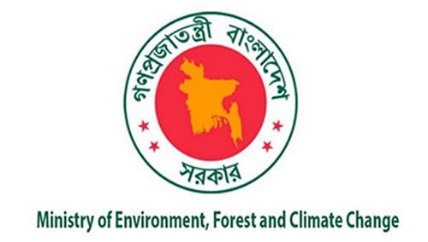 গণপ্রজাতন্ত্রী বাংলাদেশ
সরকার
Ministry of Environment, Forest and Climate Change